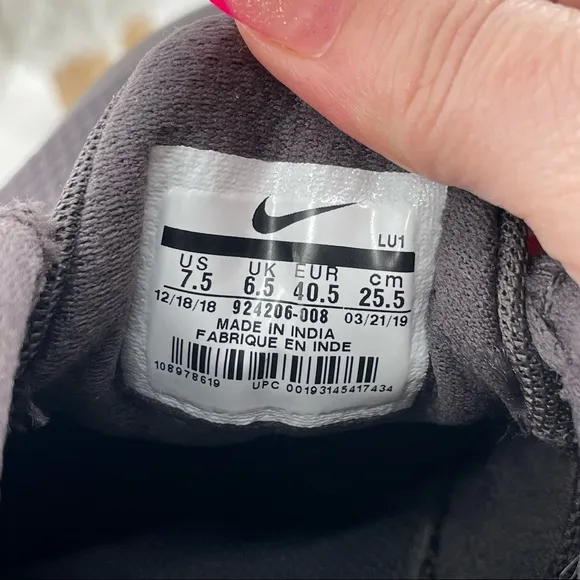 LU1
US UK EUR cm
7.5 6.5 40.5 25.5
12/18/18 924206-008 03/21/19
MADE IN INDIA
FABRIQUE EN INDE
108978619 UPC 00193145417434